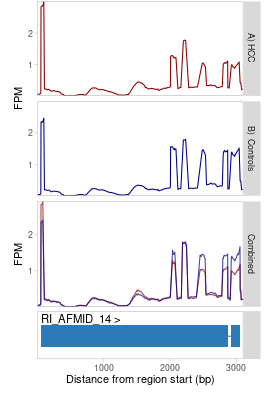 2
1
FPM
A) HCC
2
1
B) Controls
2
1
FPM
Combined
RI_AFMID_14 >
1000 2000 3000
Distance from region start (bp)